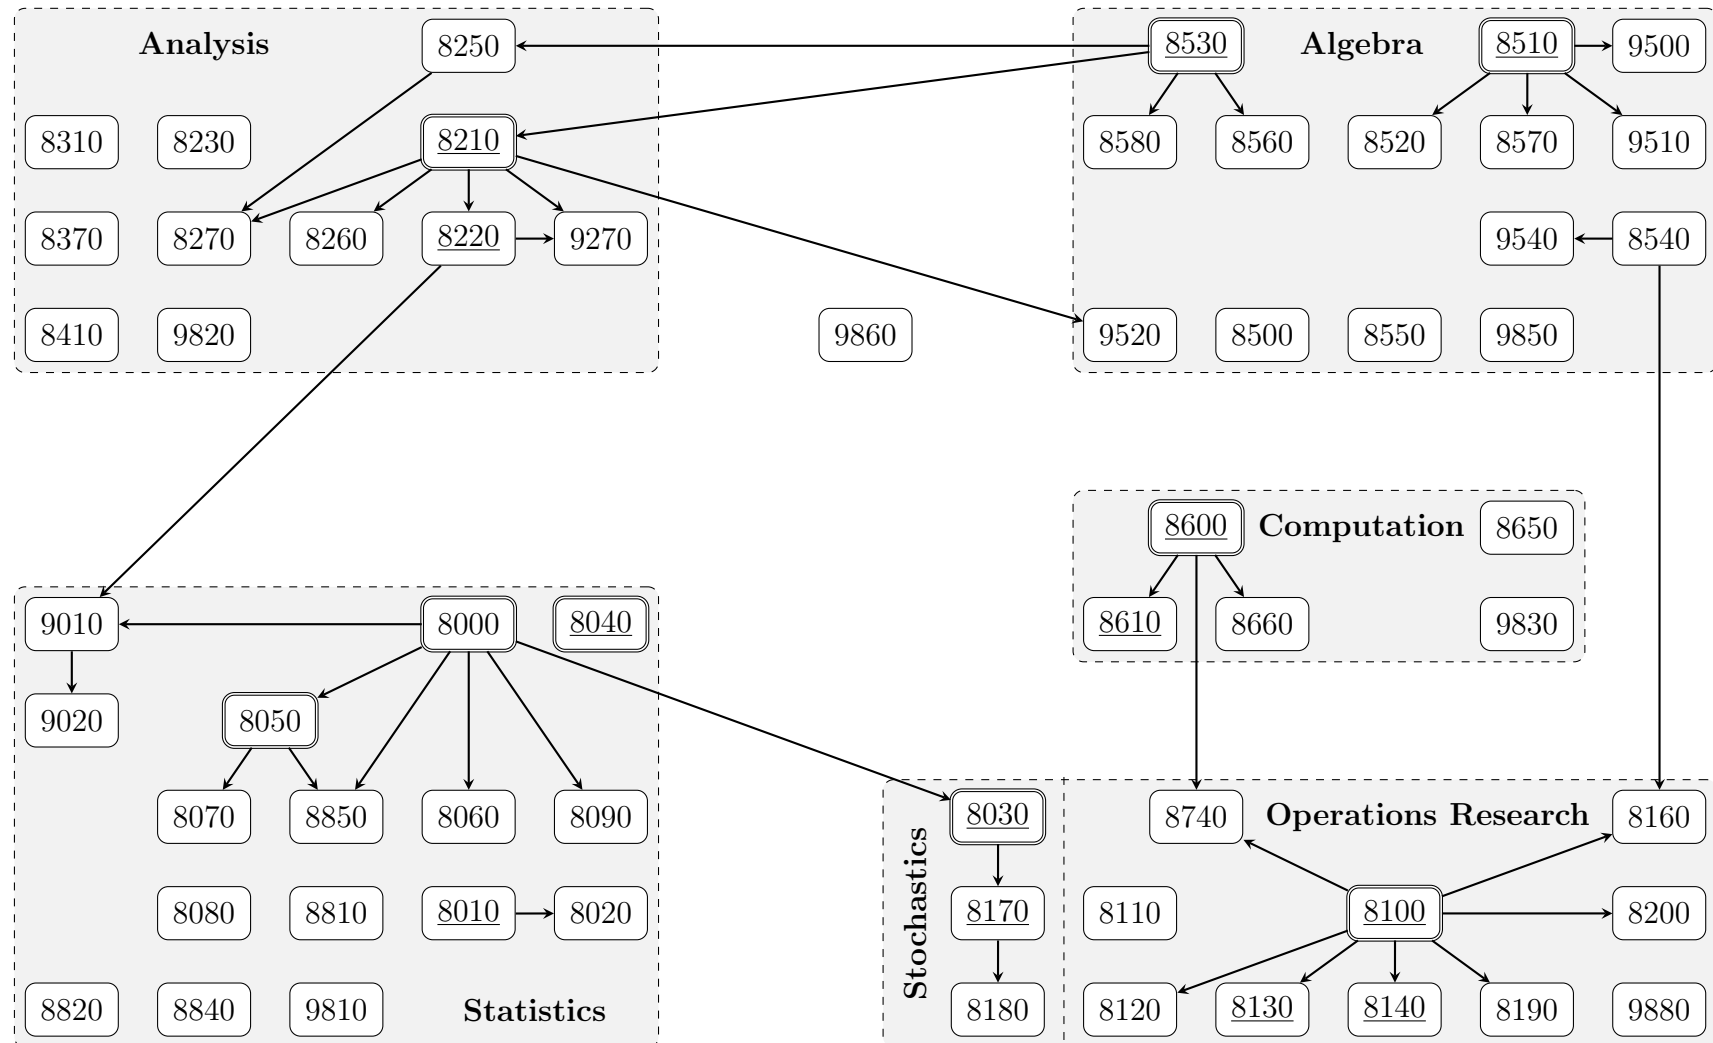 Analysis 8250 8530 Algebra 8510 9500
8310 8230 8210 8580 8560 8520 8570 9510
8370 8270 8260 8220 9270 9540 8540
8410 9820 9860 9520 8500 8550 9850
8600 Computation 8650
9010 8000 8040 8610 8660 9830
9020 8050
8070 8850 8060 8090 8030 8740 Operations Research 8160
Stochastics
8080 8810 8010 8020 8170 8110 8100 8200
8820 8840 9810 Statistics 8180 8120 8130 8140 8190 9880